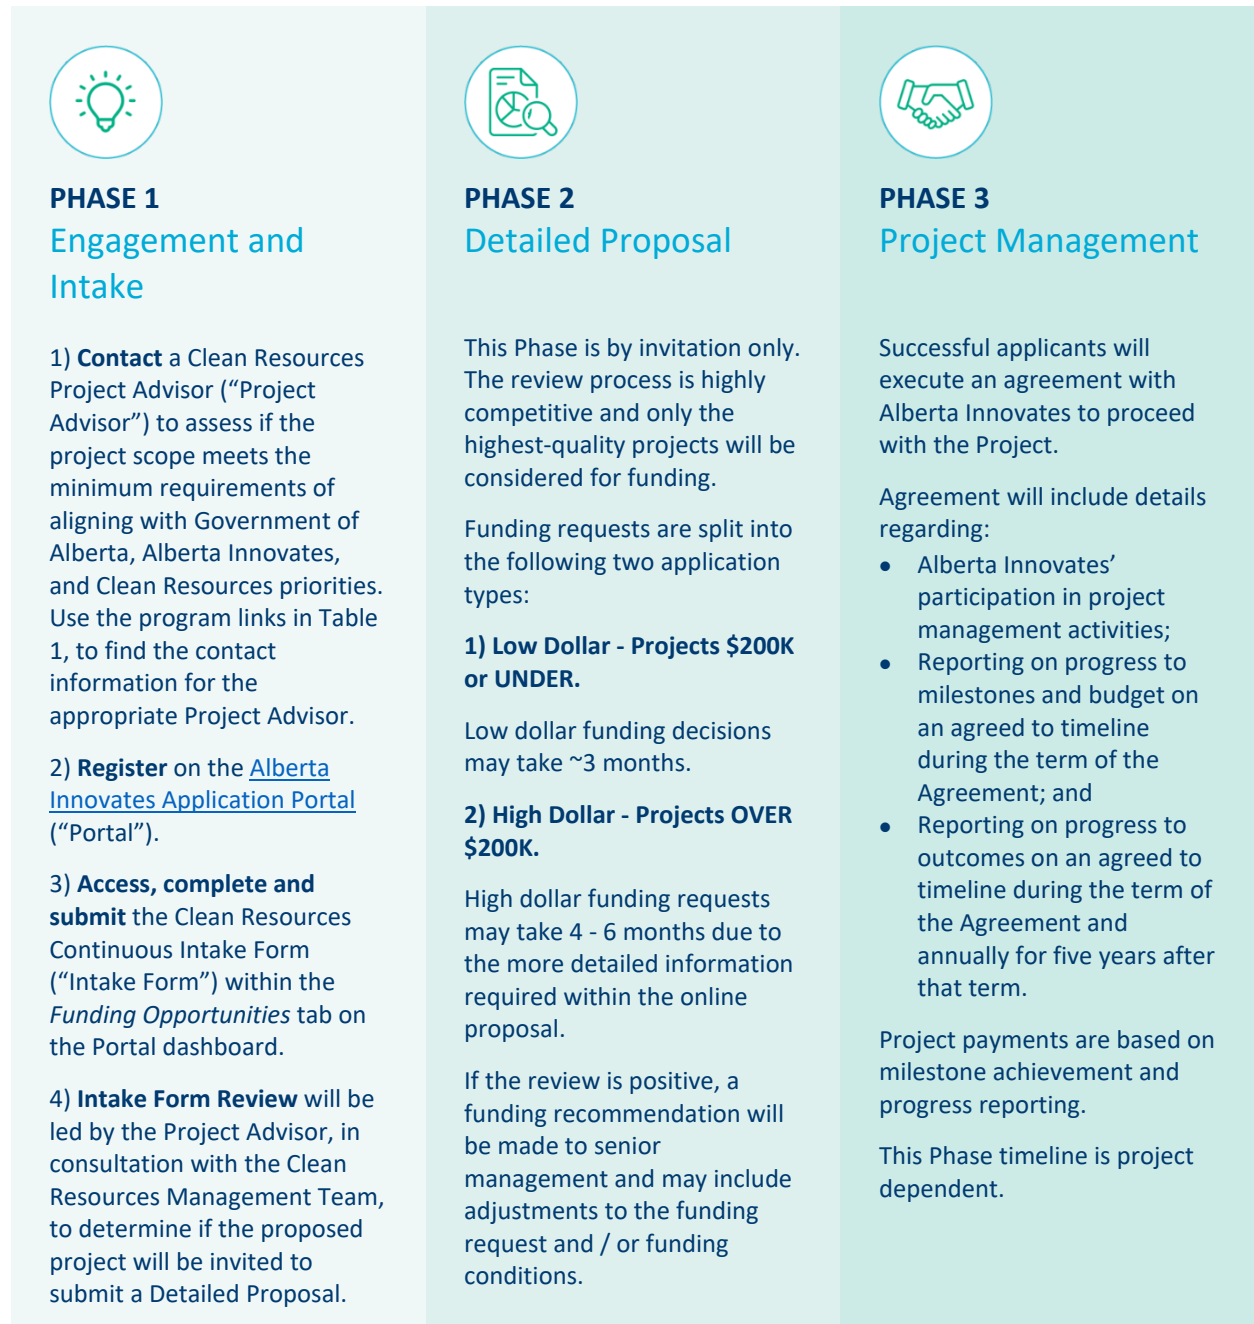 PHASE 1
Engagement and
Intake
1) Contact a Clean Resources
Project Advisor (“Project
Advisor”) to assess if the
project scope meets the
minimum requirements of
aligning with Government of
Alberta, Alberta Innovates,
and Clean Resources priorities.
Use the program links in Table
1, to find the contact
information for the
appropriate Project Advisor.
2) Register on the Alberta
Innovates Application Portal
(“Portal”).
3) Access, complete and
submit the Clean Resources
Continuous Intake Form
(“Intake Form”) within the
Funding Opportunities tab on
the Portal dashboard.
4) Intake Form Review will be
led by the Project Advisor, in
consultation with the Clean
Resources Management Team,
to determine if the proposed
project will be invited to
submit a Detailed Proposal.
PHASE 2
Detailed Proposal
This Phase is by invitation only.
The review process is highly
competitive and only the
highest-quality projects will be
considered for funding.
Funding requests are split into
the following two application
types:
1) Low Dollar - Projects $200K
or UNDER.
Low dollar funding decisions
may take ~3 months.
2) High Dollar - Projects OVER
$200K.
High dollar funding requests
may take 4 - 6 months due to
the more detailed information
required within the online
proposal.
If the review is positive, a
funding recommendation will
be made to senior
management and may include
adjustments to the funding
request and / or funding
conditions.
PHASE 3
Project Management
Successful applicants will
execute an agreement with
Alberta Innovates to proceed
with the Project.
Agreement will include details
regarding:
● Alberta Innovates’
participation in project
management activities;
● Reporting on progress to
milestones and budget on
an agreed to timeline
during the term of the
Agreement; and
● Reporting on progress to
outcomes on an agreed to
timeline during the term of
the Agreement and
annually for five years after
that term.
Project payments are based on
milestone achievement and
progress reporting.
This Phase timeline is project
dependent.